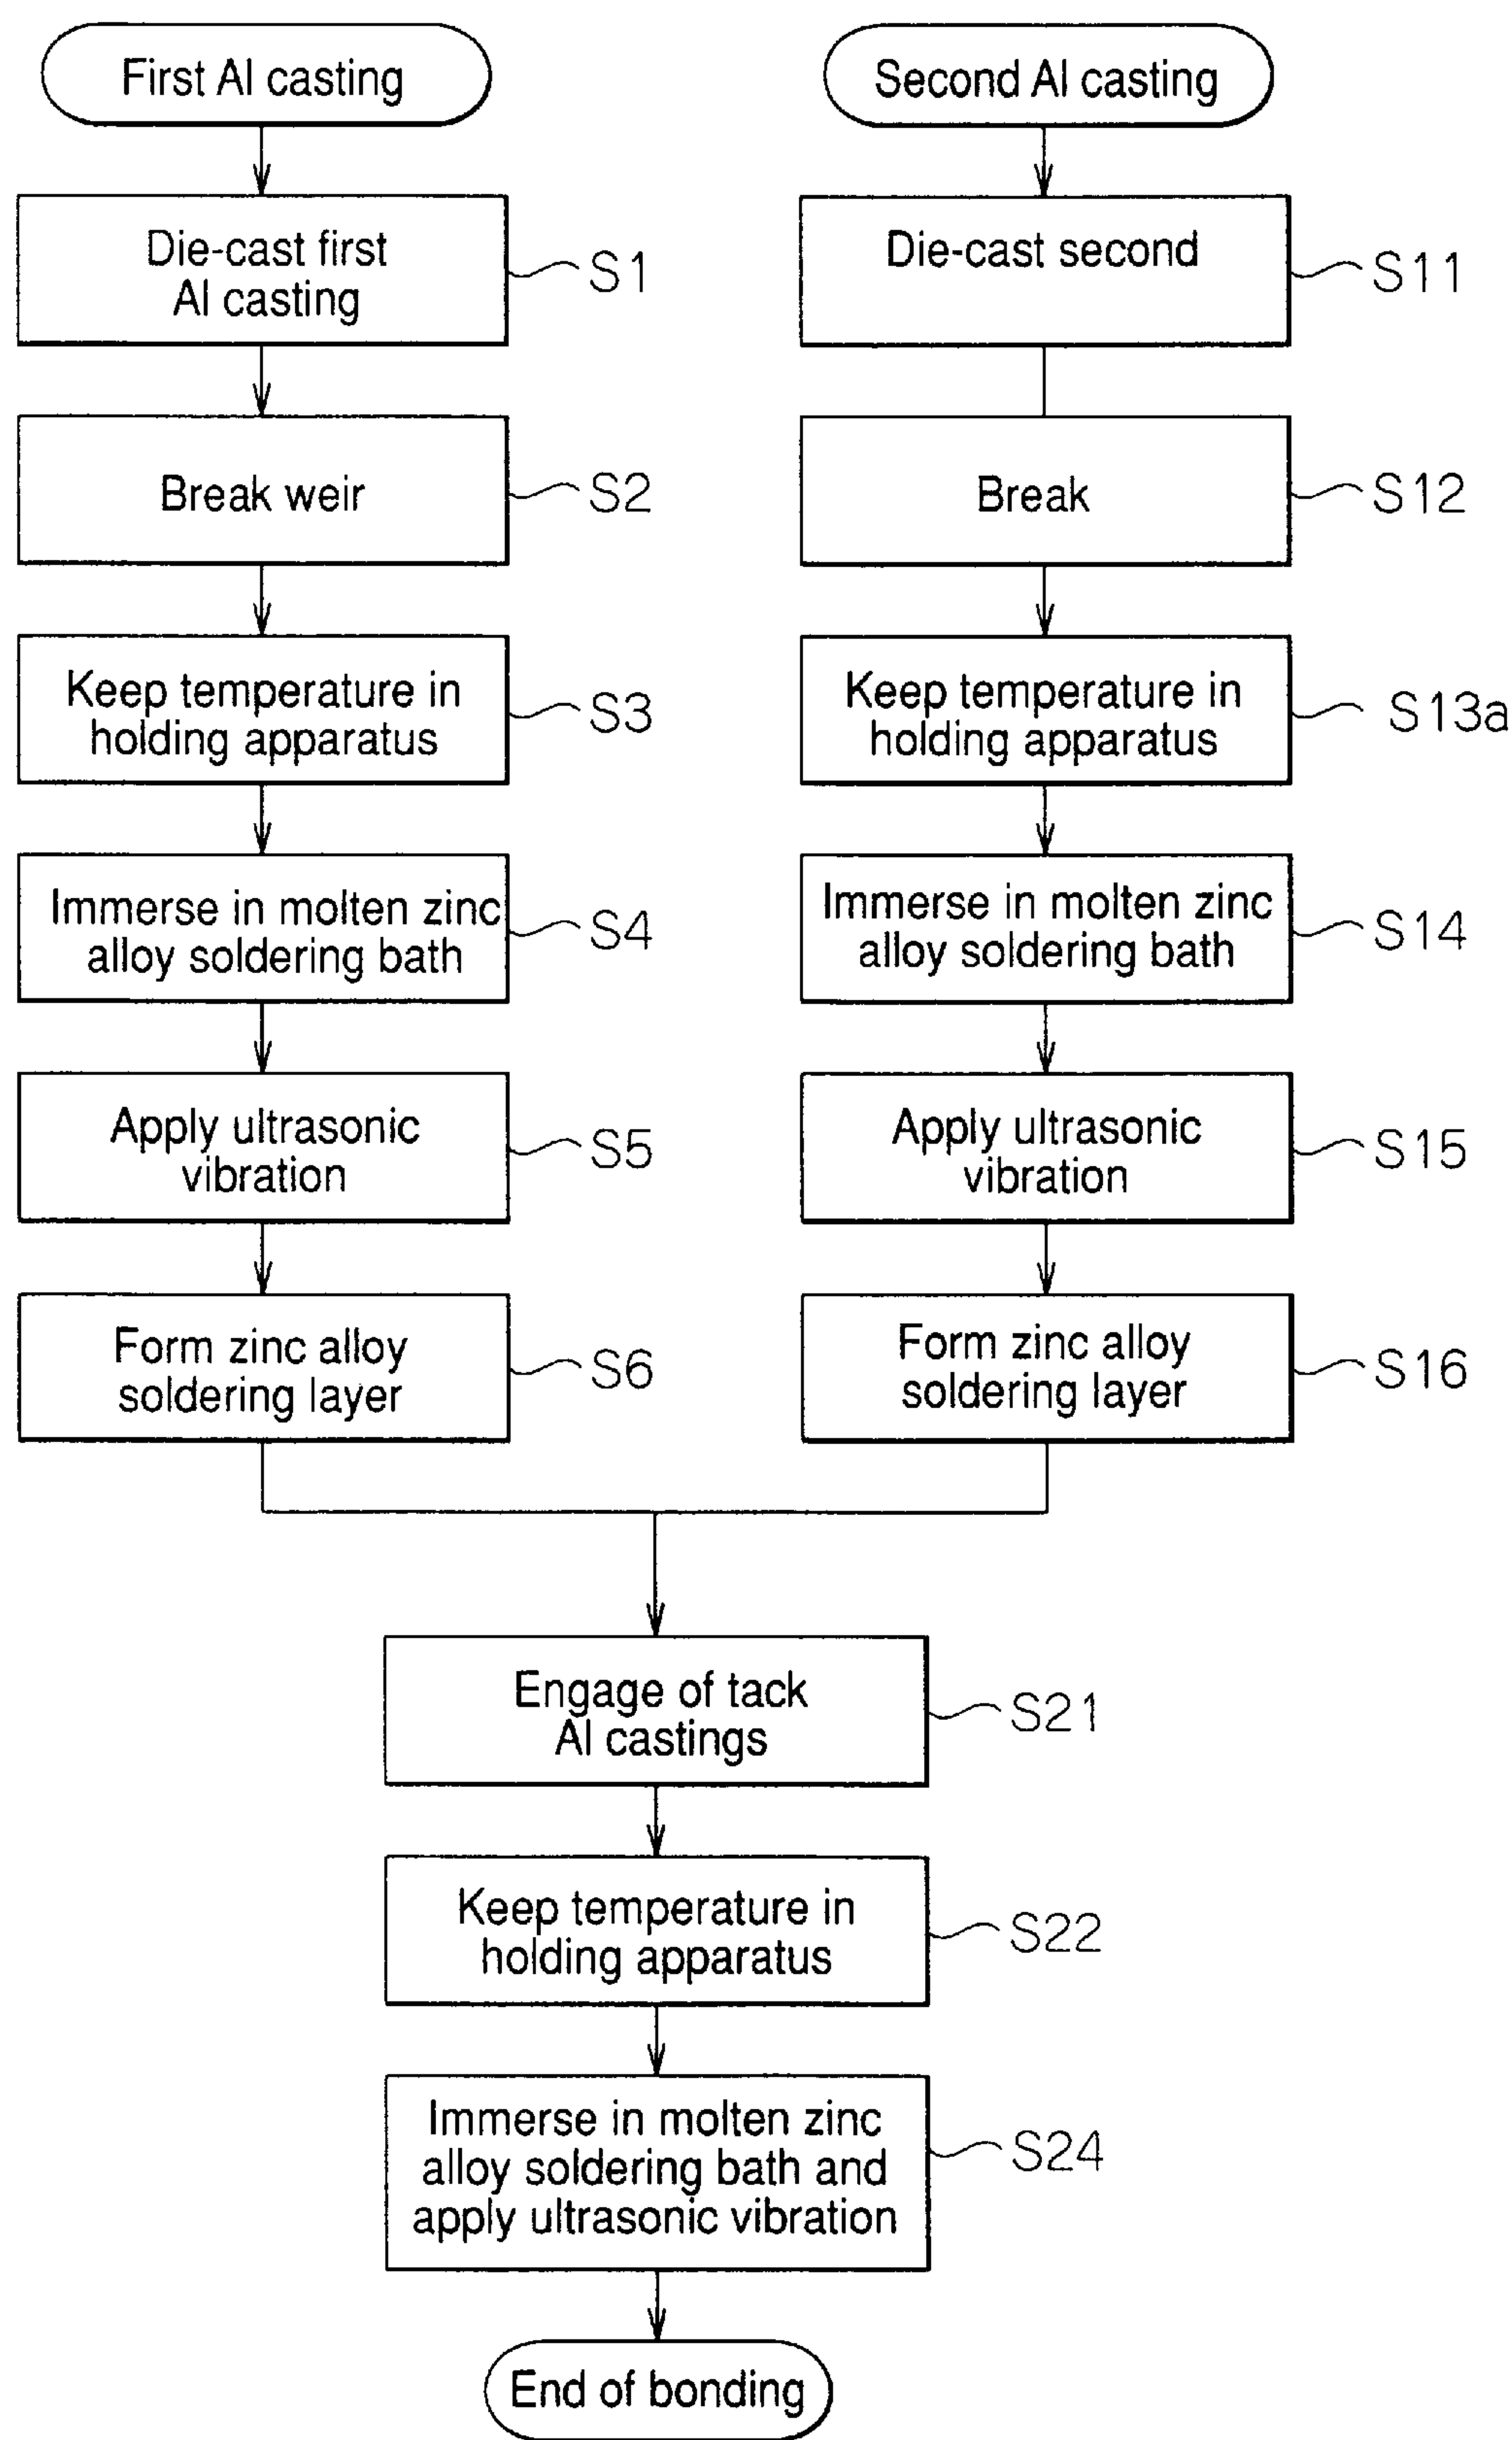 First Al casting
Die-cast first
Al casting
S1
Break weir
S2
Keep temperature in
holding apparatus
S3
Immerse in molten zinc
alloy soldering bath
S4
Apply ultrasonic
vibration
S5
Form zinc alloy
soldering layer
S6
Second Al casting
Die-cast second
S11
Break
S12
Keep temperature in
holding apparatus
S13a
Immerse in molten zinc
alloy soldering bath
S14
Apply ultrasonic
vibration
S15
Form zinc alloy
soldering layer
S16
Engage of tack
Al castings
S21
Keep temperature in
holding apparatus
S22
Immerse in molten zinc
alloy soldering bath and
apply ultrasonic vibration
S24
End of bonding